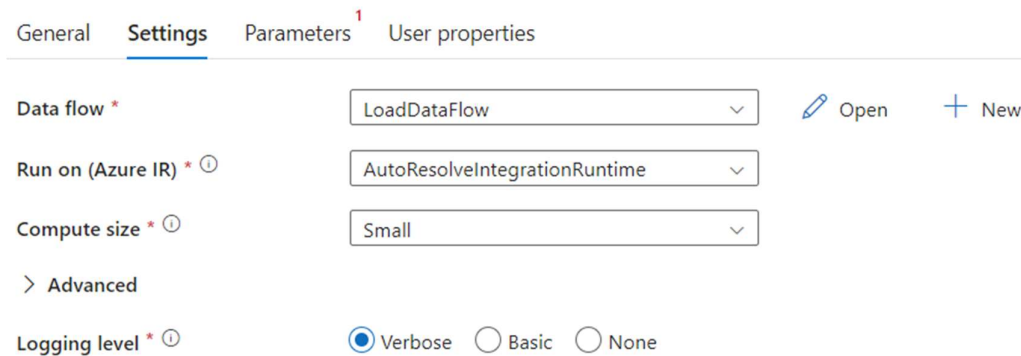 General Settings Parameters 1 User properties
Data flow * LoadDataFlow Open + New
Run on (Azure IR) * AutoResolveIntegrationRuntime
Compute size * Small
Advanced
Logging level * Verbose Basic None